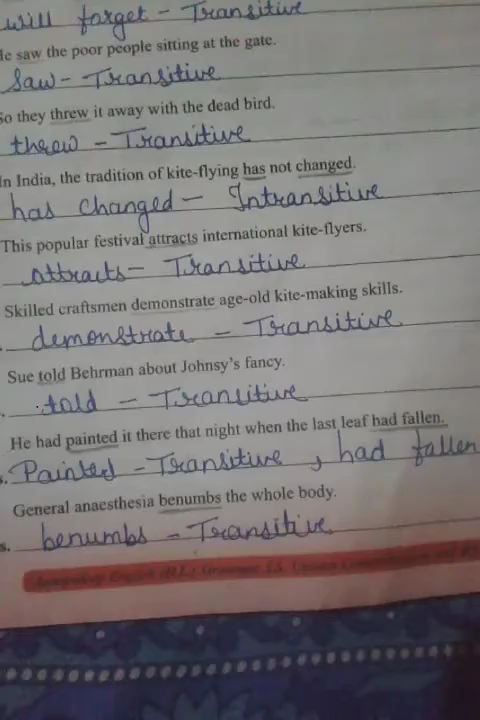 will forget - Transitive
He saw the poor people sitting at the gate.
Saw - Transitive
So they threw it away with the dead bird.
threw - Transitive
In India, the tradition of kite-flying has not changed.
has changed - Intransitive
This popular festival attracts international kite-flyers.
attracts - Transitive
Skilled craftsmen demonstrate age-old kite-making skills.
demonstrate - Transitive
Sue told Behrman about Johnsy's fancy.
told - Transitive
He had painted it there that night when the last leaf had fallen.
s. Painted - Transitive, had fallen
General anaesthesia benumbs the whole body.
s. benumbs - Transitive
English (H.L.) Grammar